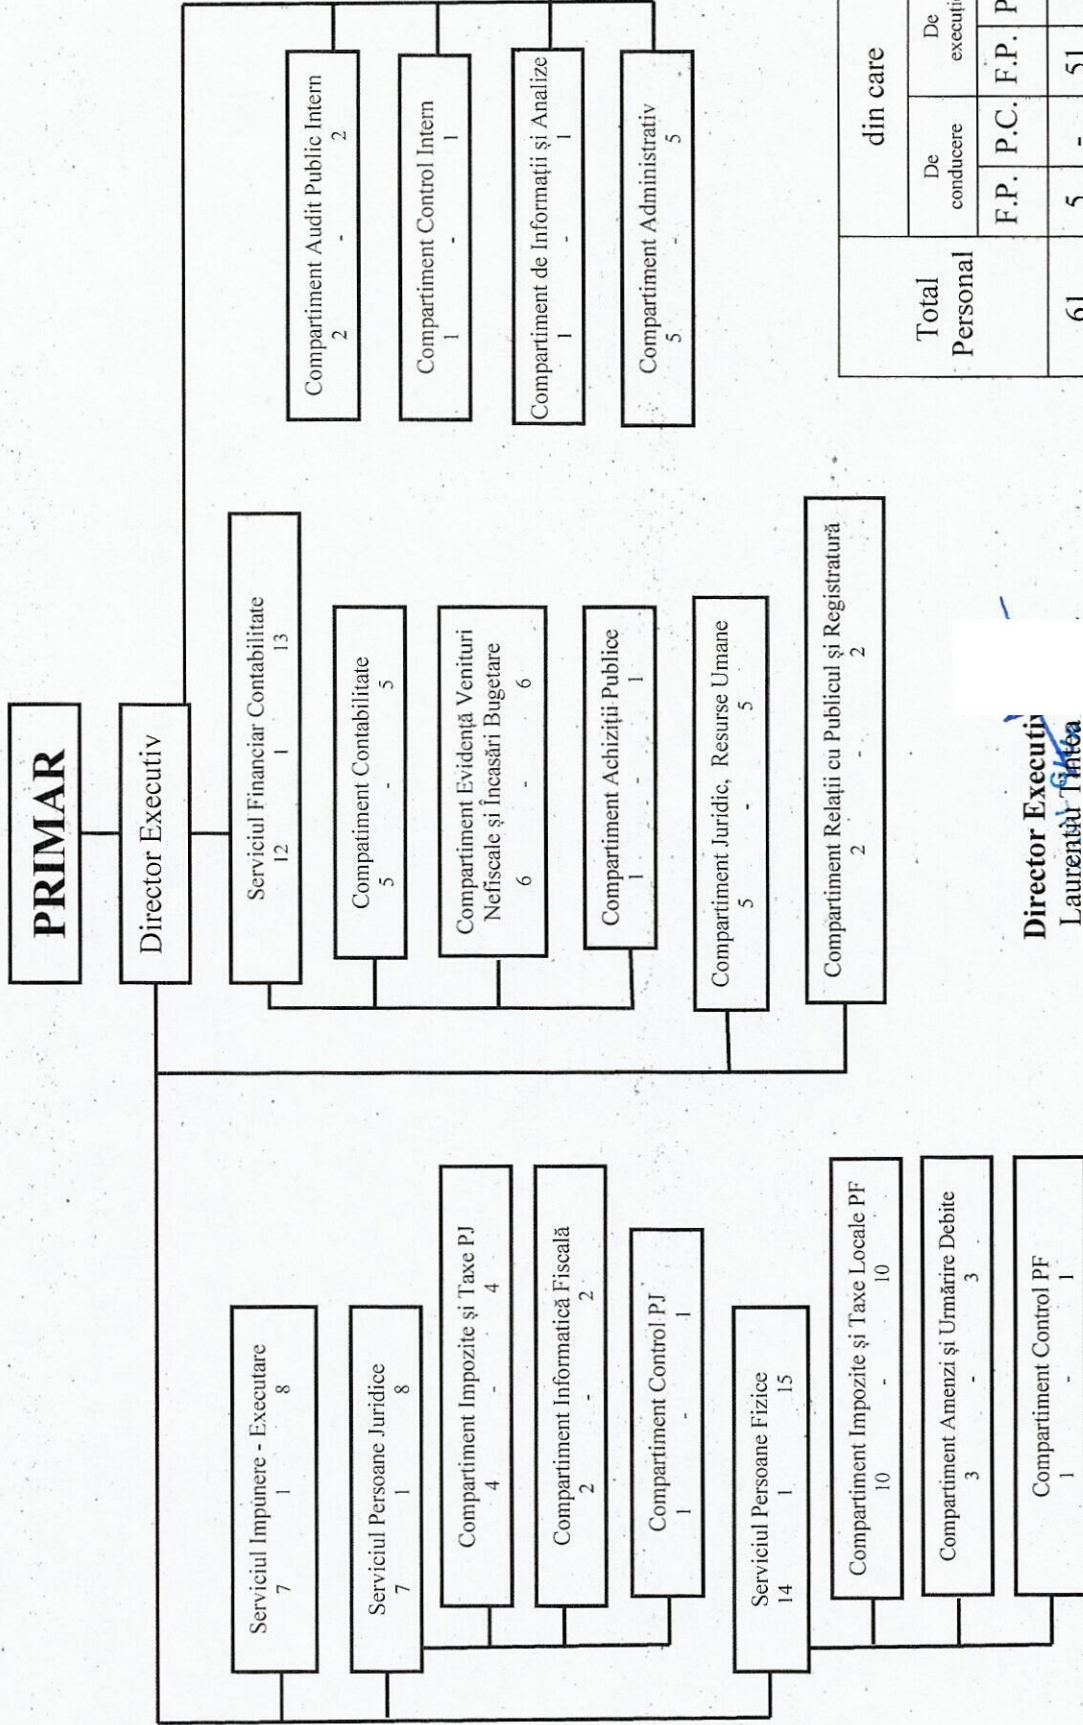 PRIMAR
Director Executiv
Serviciul Impunere - Executare
7 1 8
Serviciul Persoane Juridice
7 1 8
Compartiment Impozite și Taxe PJ
4 - 4
Compartiment Informatică Fiscală
2 - 2
Compartiment Control PJ
1 - 1
Serviciul Persoane Fizice
14 1 15
Compartiment Impozite și Taxe Locale PF
10 - 10
Compartiment Amenzi și Urmărire Debite
3 - 3
Compartiment Control PF
1 - 1
Serviciul Financiar Contabilitate
12 1 13
Compatiment Contabilitate
5 - 5
Compartiment Evidență Venituri
Nefiscale și Încasări Bugetare
6 - 6
Compartiment Achiziții Publice
1 - 1
Compartiment Juridic, Resurse Umane
5 - 5
Compartiment Relații cu Publicul și Registratură
2 - 2
Compartiment Audit Public Intern
2 - 2
Compartiment Control Intern
1 - 1
Compartiment de Informații și Analize
1 - 1
Compartiment Administrativ
5 - 5
Total
Personal
din care
De
conducere
De
F.P. P.C. F.P.
61 5 - 51
Director Executiv
Laurențiu Țintea